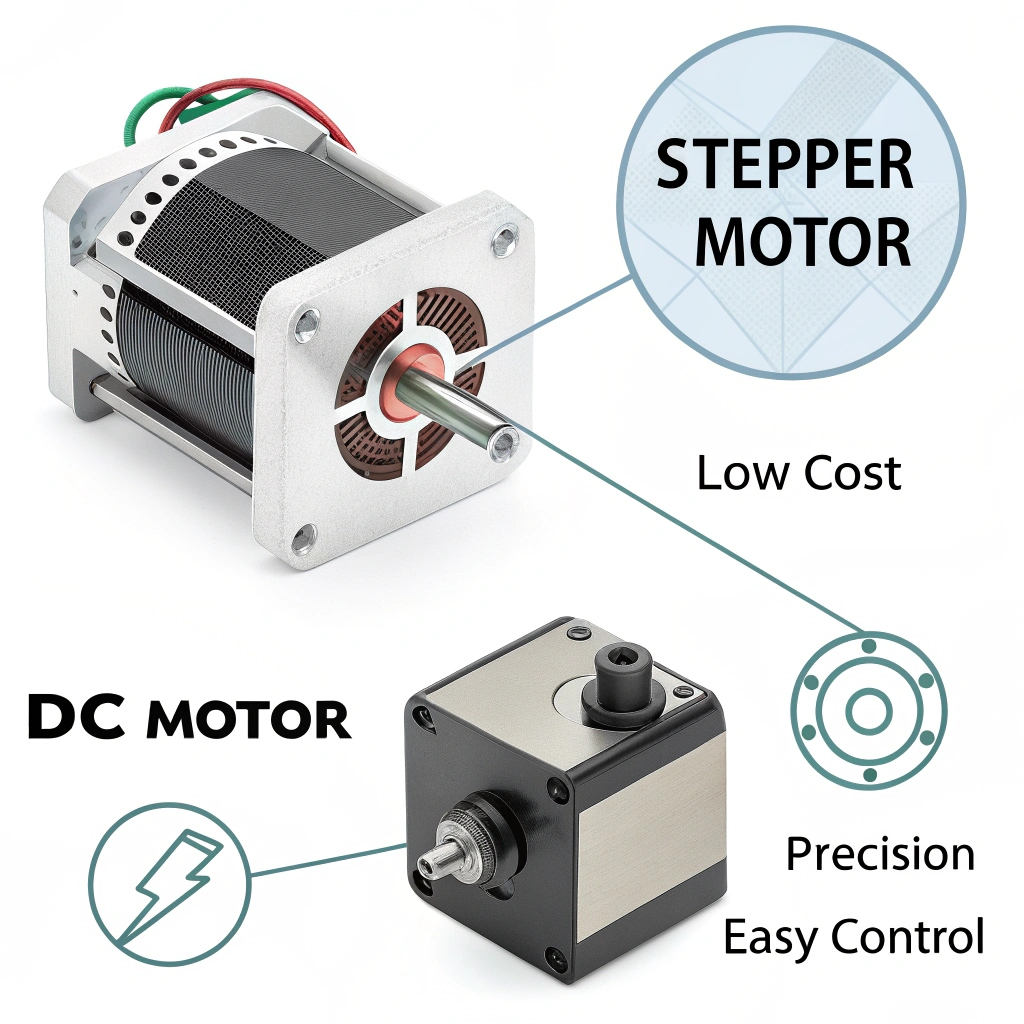 STEPPER
MOTOR
Low Cost
DC MOTOR
Precision
Easy Control